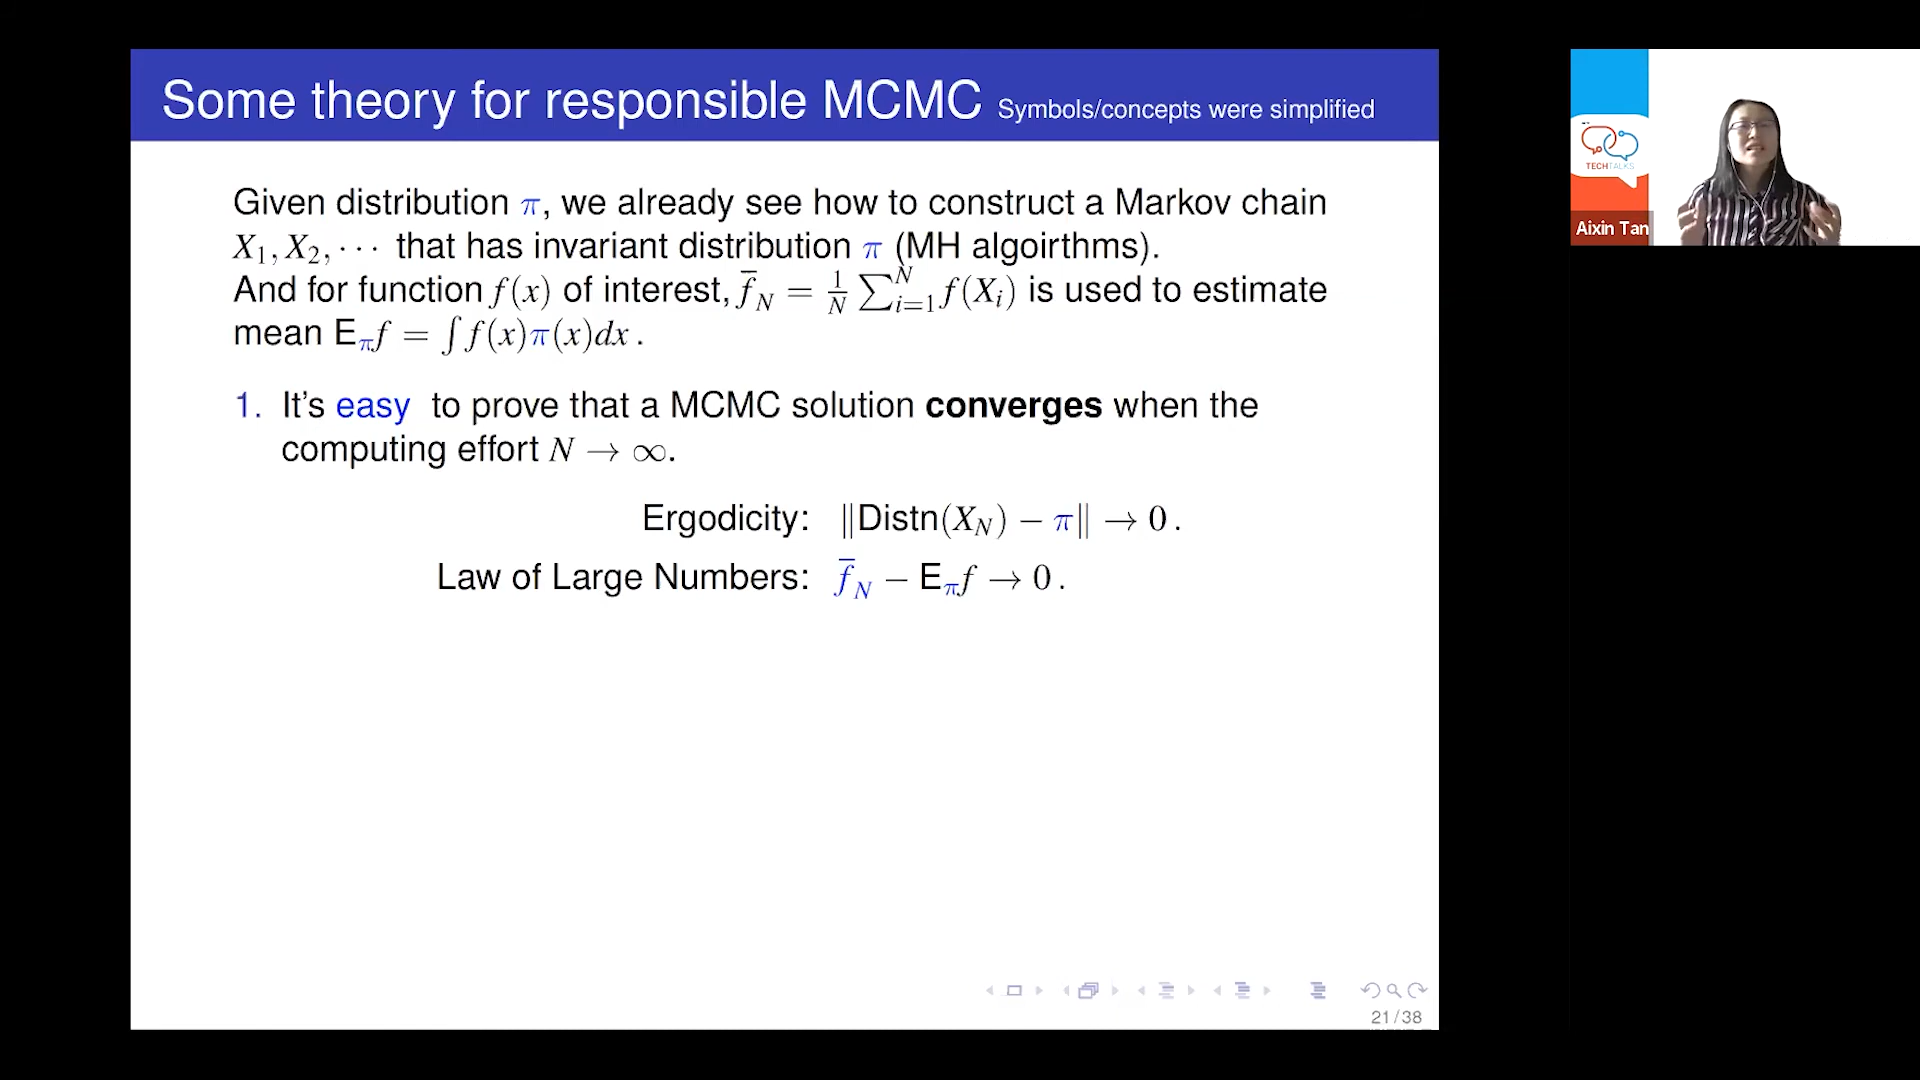 Some theory for responsible MCMC Symbols/concepts were simplified
Given distribution π, we already see how to construct a Markov chain
X₁, X₂, ⋯ that has invariant distribution π (MH algoirthms).
And for function f(x) of interest, f̄_N = 1/N ∑_{i=1}^N f(X_i) is used to estimate
mean E_π f = ∫ f(x)π(x)dx .
1. It's easy to prove that a MCMC solution converges when the
computing effort N → ∞.
Ergodicity: ‖Distn(X_N) − π‖ → 0 .
Law of Large Numbers: f̄_N − E_π f → 0 .
21 / 38
TECHTALKS
Aixin Tan